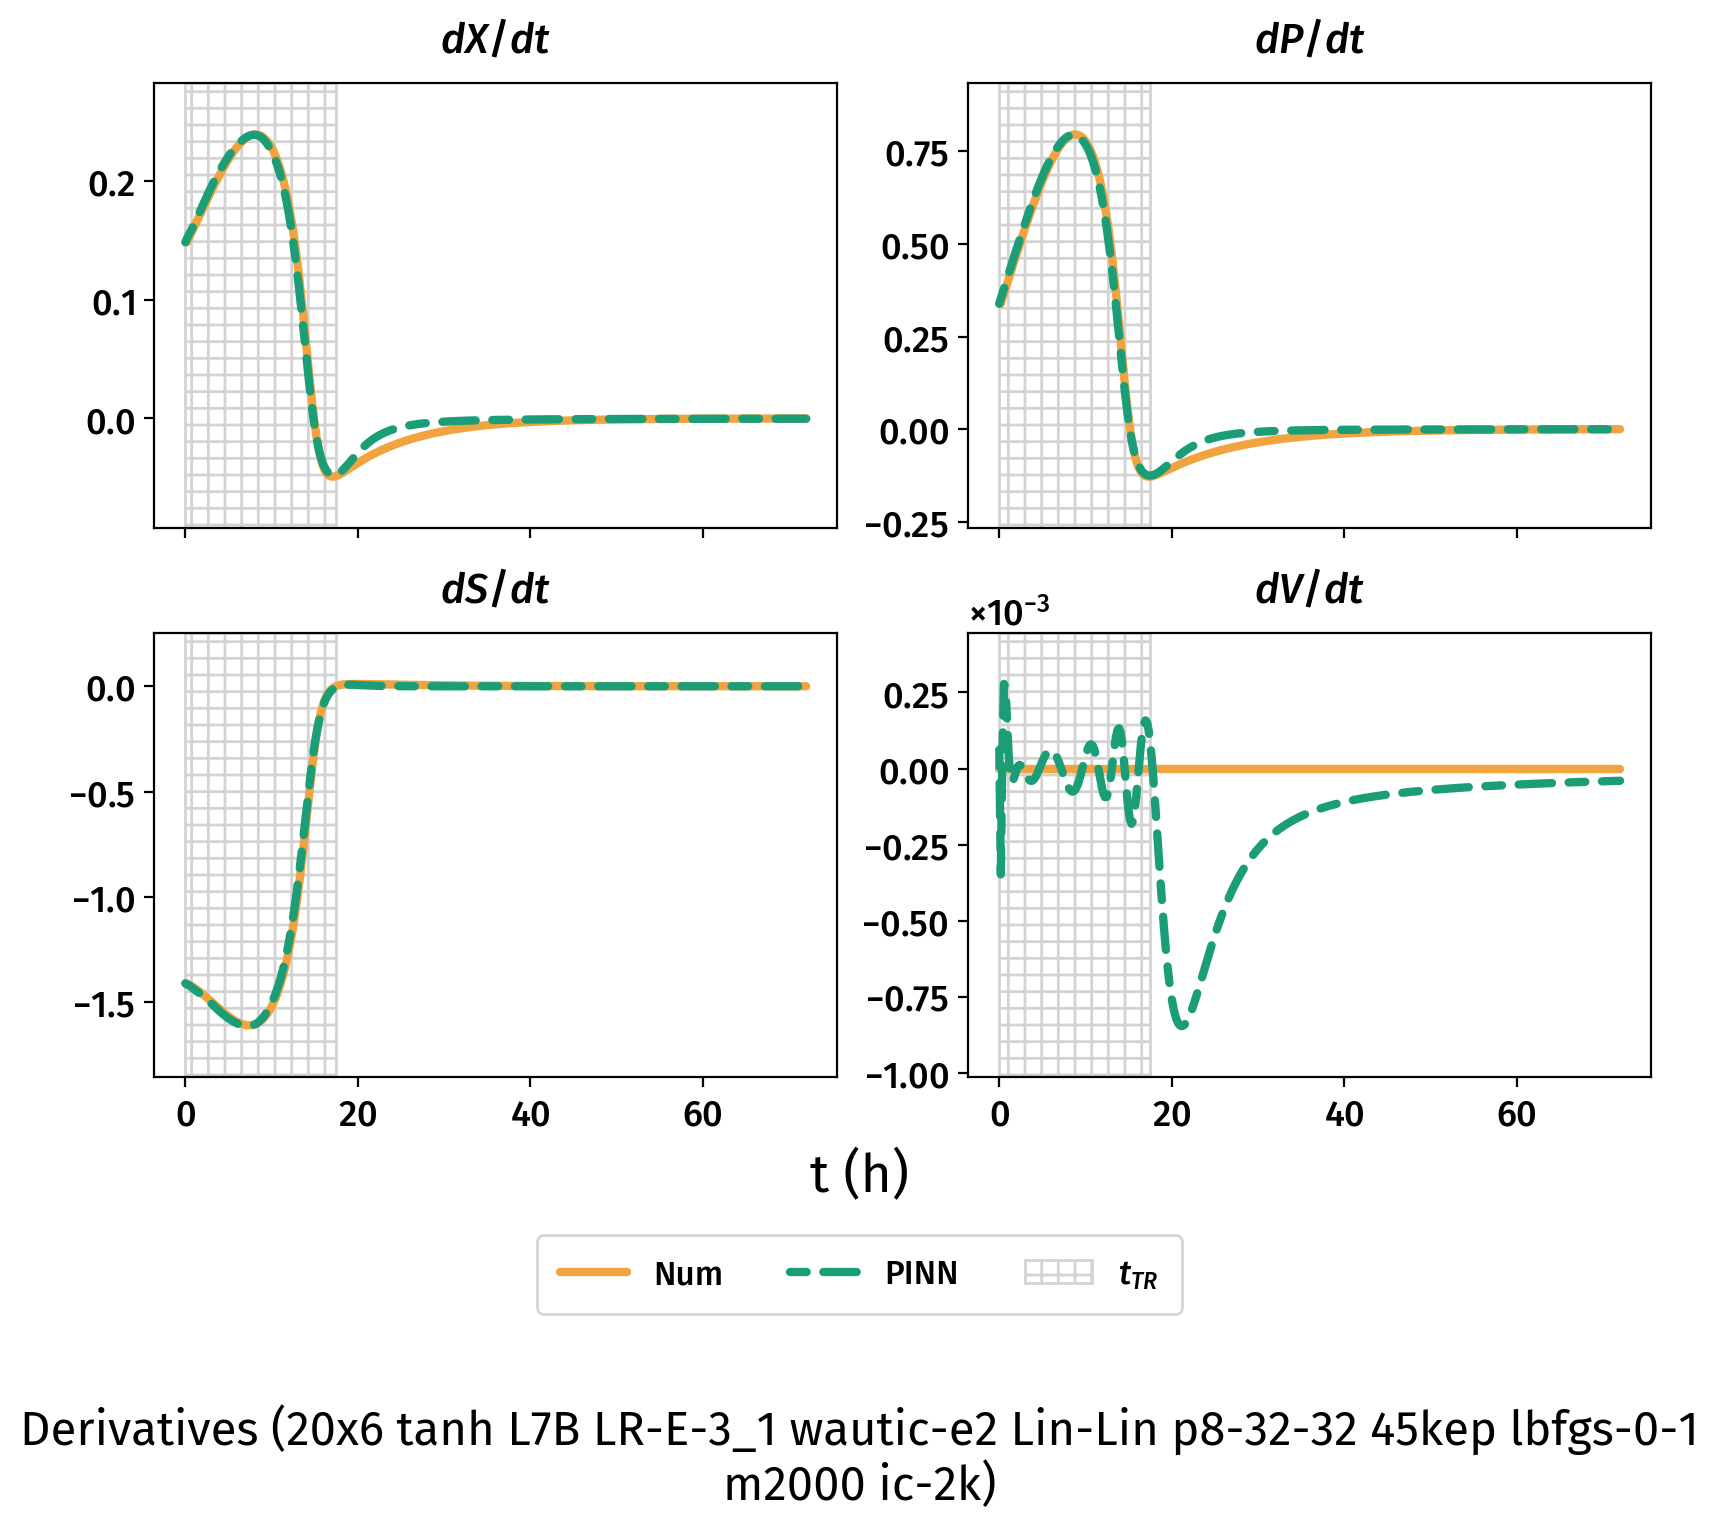 dX/dt
dP/dt
0.2
0.1
0.0
0.75
0.50
0.25
0.00
−0.25
dS/dt
dV/dt
×10⁻³
0.0
−0.5
−1.0
−1.5
0.25
0.00
−0.25
−0.50
−0.75
−1.00
0 20 40 60
0 20 40 60
t (h)
Num PINN t_TR
Derivatives (20x6 tanh L7B LR-E-3_1 wautic-e2 Lin-Lin p8-32-32 45kep lbfgs-0-1
m2000 ic-2k)